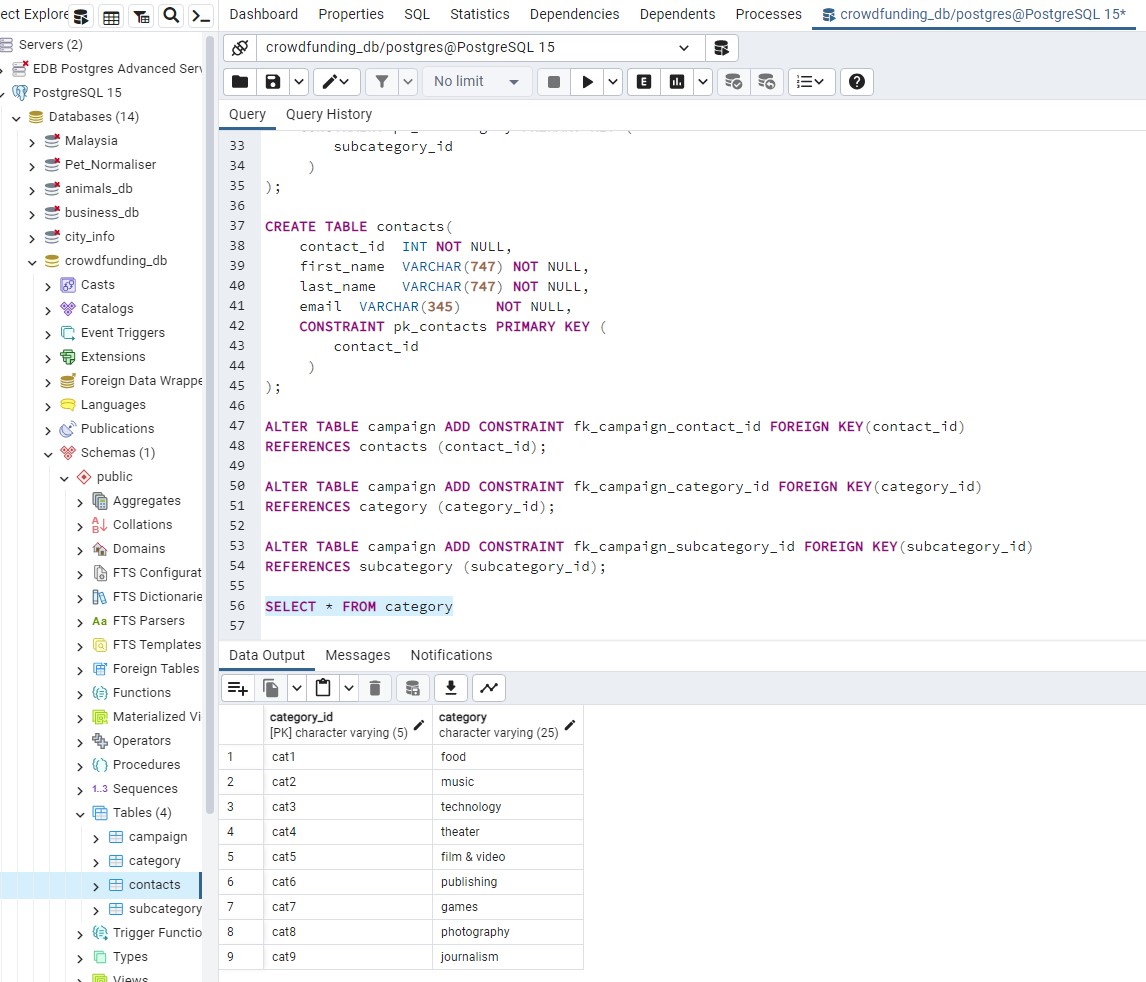 ect Explore
Dashboard Properties SQL Statistics Dependencies Dependents Processes crowdfunding_db/postgres@PostgreSQL 15*
Servers (2)
EDB Postgres Advanced Serv
PostgreSQL 15
Databases (14)
Malaysia
Pet_Normaliser
animals_db
business_db
city_info
crowdfunding_db
Casts
Catalogs
Event Triggers
Extensions
Foreign Data Wrappe
Languages
Publications
Schemas (1)
public
Aggregates
Collations
Domains
FTS Configurat
FTS Dictionarie
Aa FTS Parsers
FTS Templates
Foreign Tables
Functions
Materialized Vi
Operators
Procedures
1..3 Sequences
Tables (4)
campaign
category
contacts
subcategory
Trigger Functio
Types
Views
crowdfunding_db/postgres@PostgreSQL 15
No limit
E
Query Query History
33 subcategory_id
34 )
35 );
36
37 CREATE TABLE contacts(
38 contact_id INT NOT NULL,
39 first_name VARCHAR(747) NOT NULL,
40 last_name VARCHAR(747) NOT NULL,
41 email VARCHAR(345) NOT NULL,
42 CONSTRAINT pk_contacts PRIMARY KEY (
43 contact_id
44 )
45 );
46
47 ALTER TABLE campaign ADD CONSTRAINT fk_campaign_contact_id FOREIGN KEY(contact_id)
48 REFERENCES contacts (contact_id);
49
50 ALTER TABLE campaign ADD CONSTRAINT fk_campaign_category_id FOREIGN KEY(category_id)
51 REFERENCES category (category_id);
52
53 ALTER TABLE campaign ADD CONSTRAINT fk_campaign_subcategory_id FOREIGN KEY(subcategory_id)
54 REFERENCES subcategory (subcategory_id);
55
56 SELECT * FROM category
57
Data Output Messages Notifications
category_id category
[PK] character varying (5) character varying (25)
1 cat1 food
2 cat2 music
3 cat3 technology
4 cat4 theater
5 cat5 film & video
6 cat6 publishing
7 cat7 games
8 cat8 photography
9 cat9 journalism